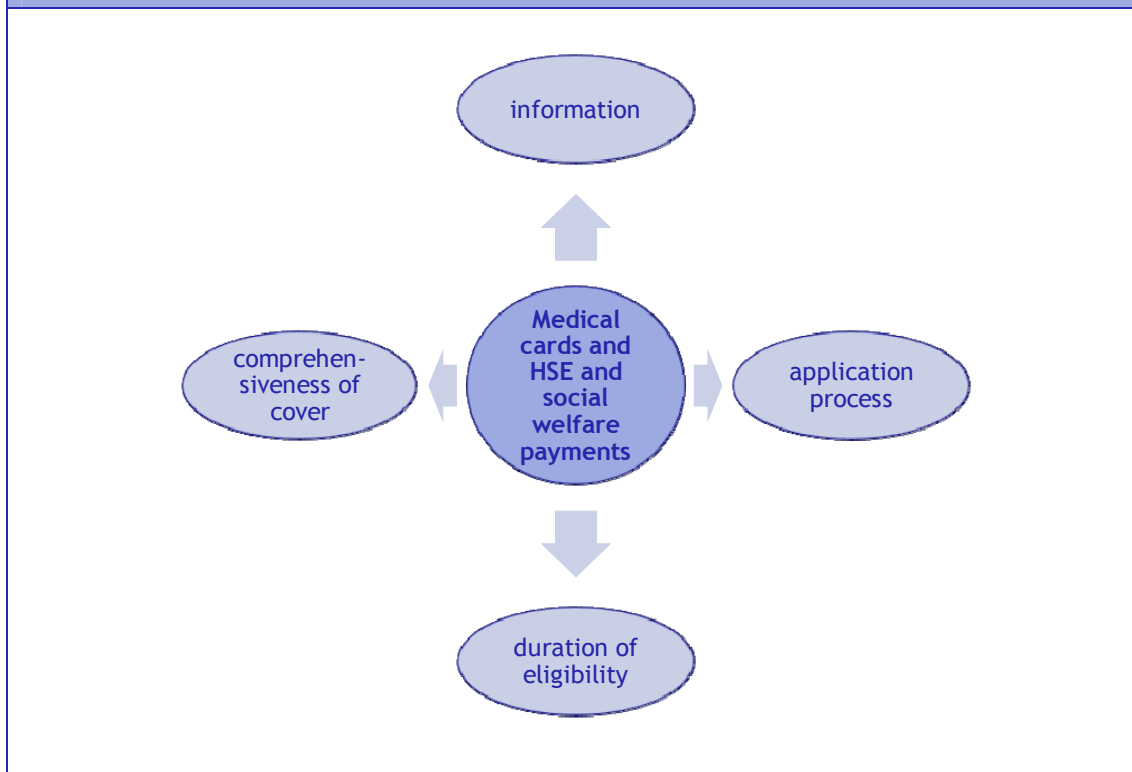 information
Medical
cards and
HSE and
social
welfare
payments
comprehen-
siveness of
cover
application
process
duration of
eligibility